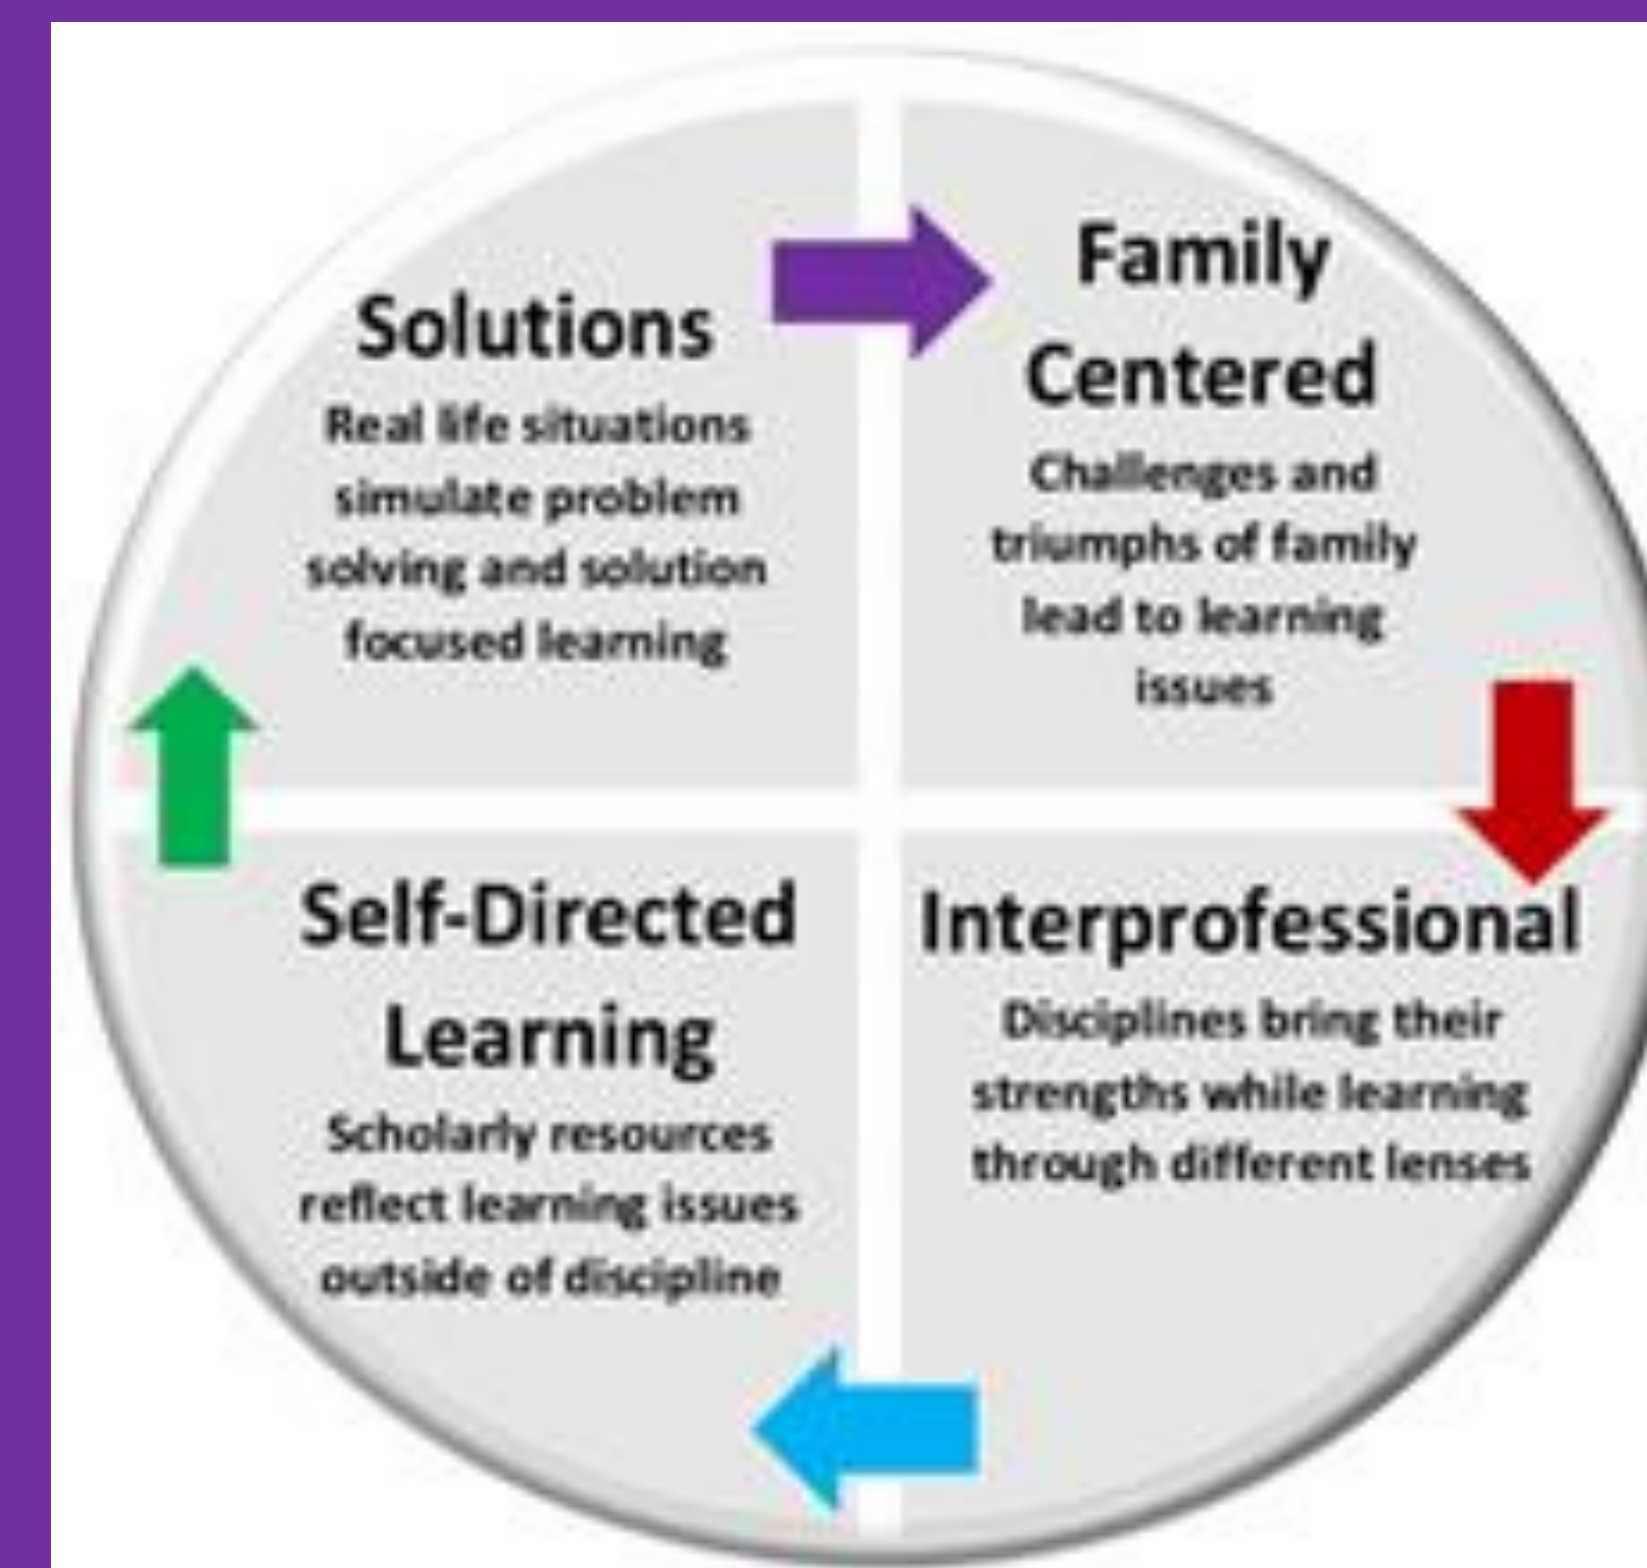 Solutions
Real life situations
simulate problem
solving and solution
focused learning
Family
Centered
Challenges and
triumphs of family
lead to learning
issues
Self-Directed
Learning
Scholarly resources
reflect learning issues
outside of discipline
Interprofessional
Disciplines bring their
strengths while learning
through different lenses